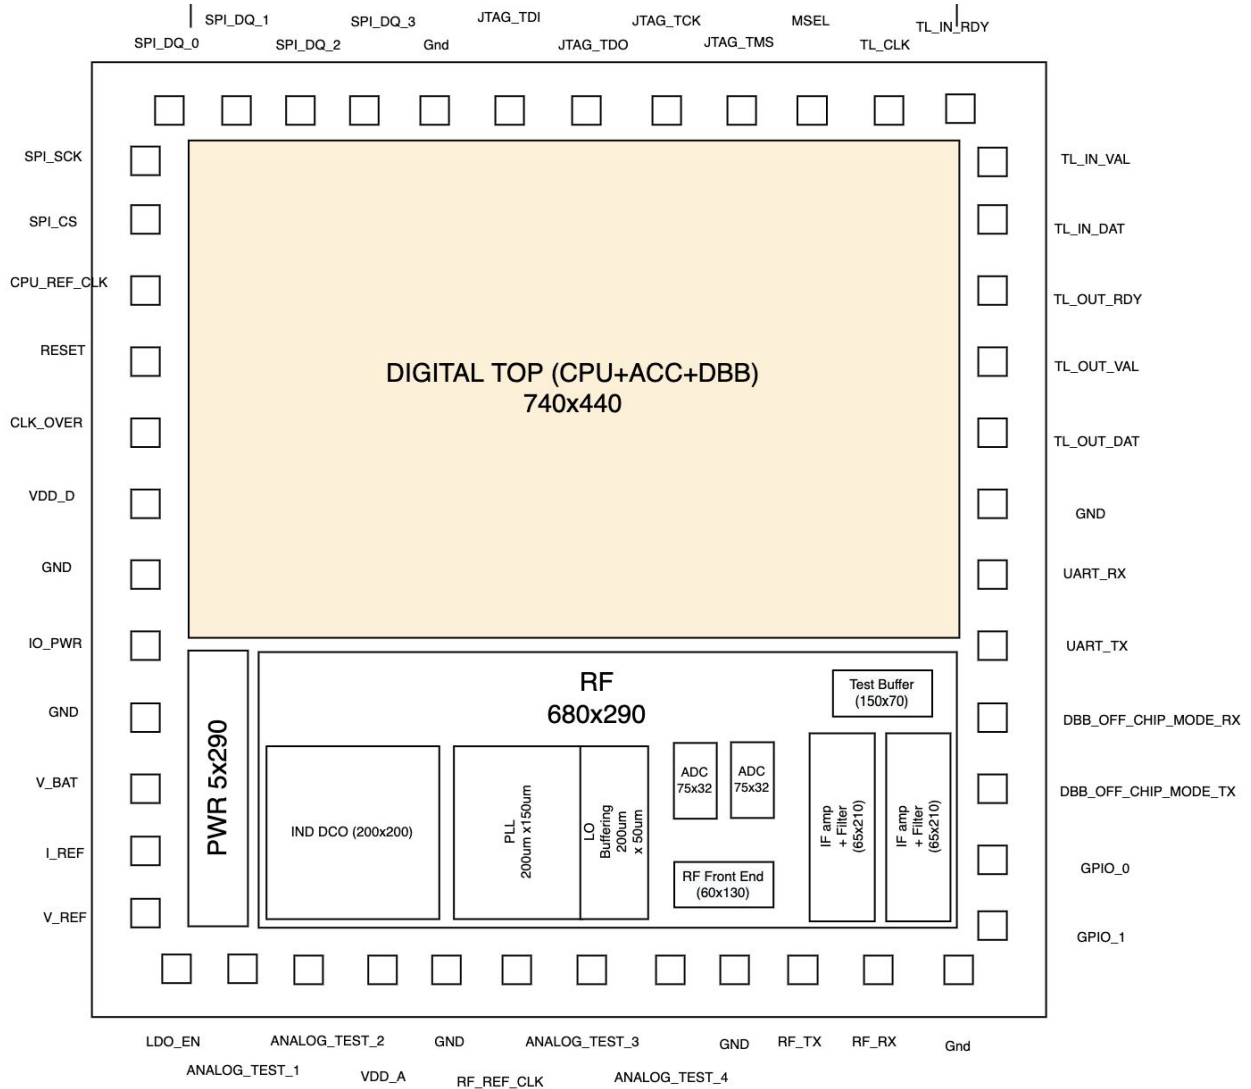 SPI_DQ_0
SPI_DQ_1
SPI_DQ_2
SPI_DQ_3
Gnd
JTAG_TDI
JTAG_TDO
JTAG_TCK
JTAG_TMS
MSEL
TL_CLK
TL_IN_RDY
SPI_SCK
SPI_CS
CPU_REF_CLK
RESET
CLK_OVER
VDD_D
GND
IO_PWR
GND
V_BAT
I_REF
V_REF
DIGITAL TOP (CPU+ACC+DBB)
740x440
PWR 5x290
RF
680x290
IND DCO (200x200)
PLL
200um x150um
LO
Buffering
200um
x 50um
ADC
75x32
ADC
75x32
RF Front End
(60x130)
Test Buffer
(150x70)
IF amp
+ Filter
(65x210)
IF amp
+ Filter
(65x210)
TL_IN_VAL
TL_IN_DAT
TL_OUT_RDY
TL_OUT_VAL
TL_OUT_DAT
GND
UART_RX
UART_TX
DBB_OFF_CHIP_MODE_RX
DBB_OFF_CHIP_MODE_TX
GPIO_0
GPIO_1
LDO_EN
ANALOG_TEST_1
ANALOG_TEST_2
VDD_A
GND
RF_REF_CLK
ANALOG_TEST_3
ANALOG_TEST_4
GND
RF_TX
RF_RX
Gnd